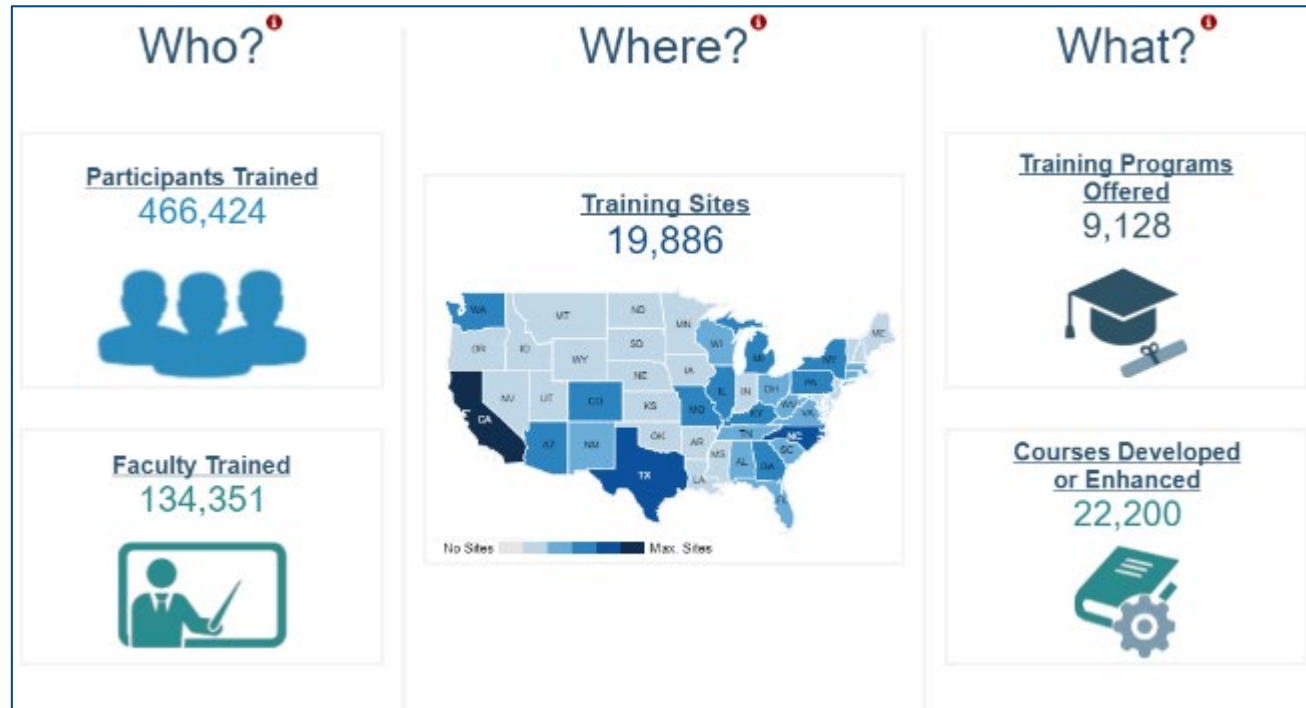 Who?
Where?
What?
Participants Trained
466,424
Faculty Trained
134,351
Training Sites
19,886
WA
MT
ND
MN
ME
OR
ID
SD
WI
MI
NY
WY
IA
NE
PA
NV
UT
CO
KS
MO
IL
IN
OH
WV
VA
KY
CA
AZ
NM
OK
AR
TN
NC
SC
TX
LA
MS
AL
GA
FL
No Sites
Max. Sites
Training Programs
Offered
9,128
Courses Developed
or Enhanced
22,200